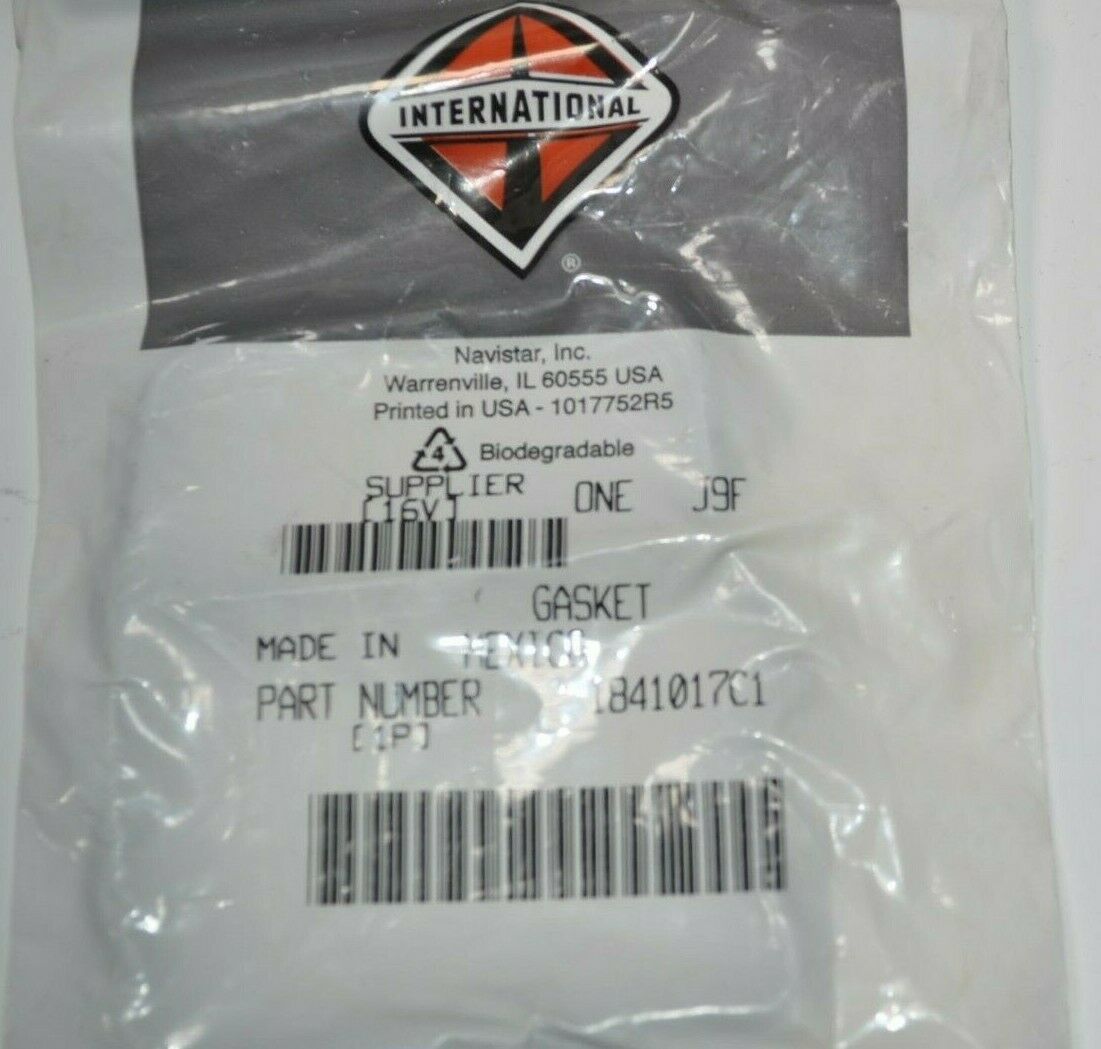 INTERNATIONAL
®
Navistar, Inc.
Warrenville, IL 60555 USA
Printed in USA - 1017752R5
4 Biodegradable
SUPPLIER ONE J9F
[16V]
GASKET
MADE IN MEXICO
PART NUMBER 1841017C1
[1P]